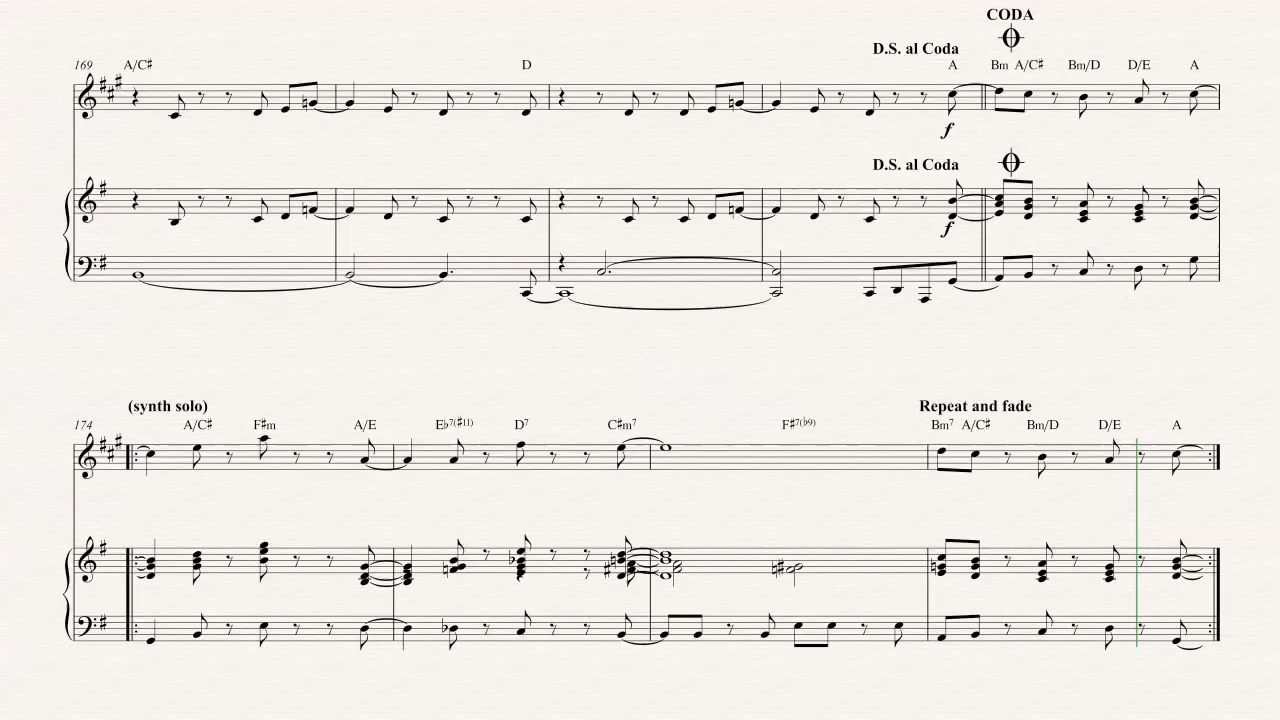 CODA
D.S. al Coda
169 A/C♯ D A Bm A/C♯ Bm/D D/E A
f
D.S. al Coda
f
(synth solo) Repeat and fade
174 A/C♯ F♯m A/E E♭7(♯11) D7 C♯m7 F♯7(♭9) Bm7 A/C♯ Bm/D D/E A